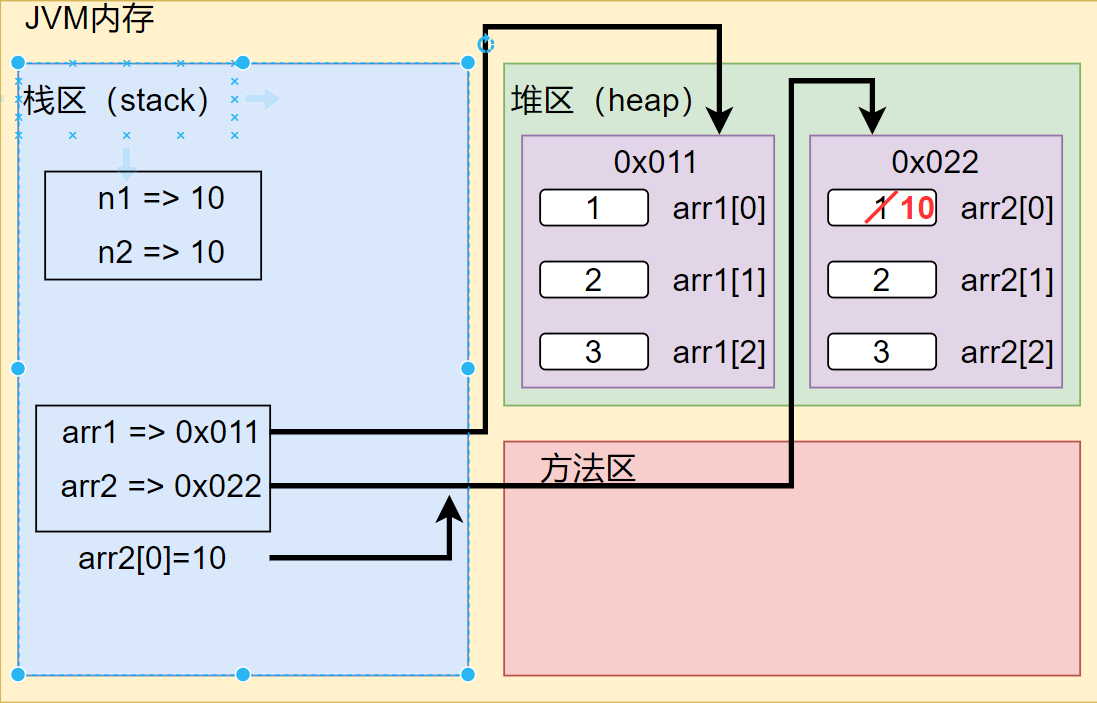 JVM内存
栈区（stack）
n1 => 10
n2 => 10
arr1 => 0x011
arr2 => 0x022
arr2[0]=10
堆区（heap）
0x011
1 arr1[0]
2 arr1[1]
3 arr1[2]
0x022
1 10 arr2[0]
2 arr2[1]
3 arr2[2]
方法区